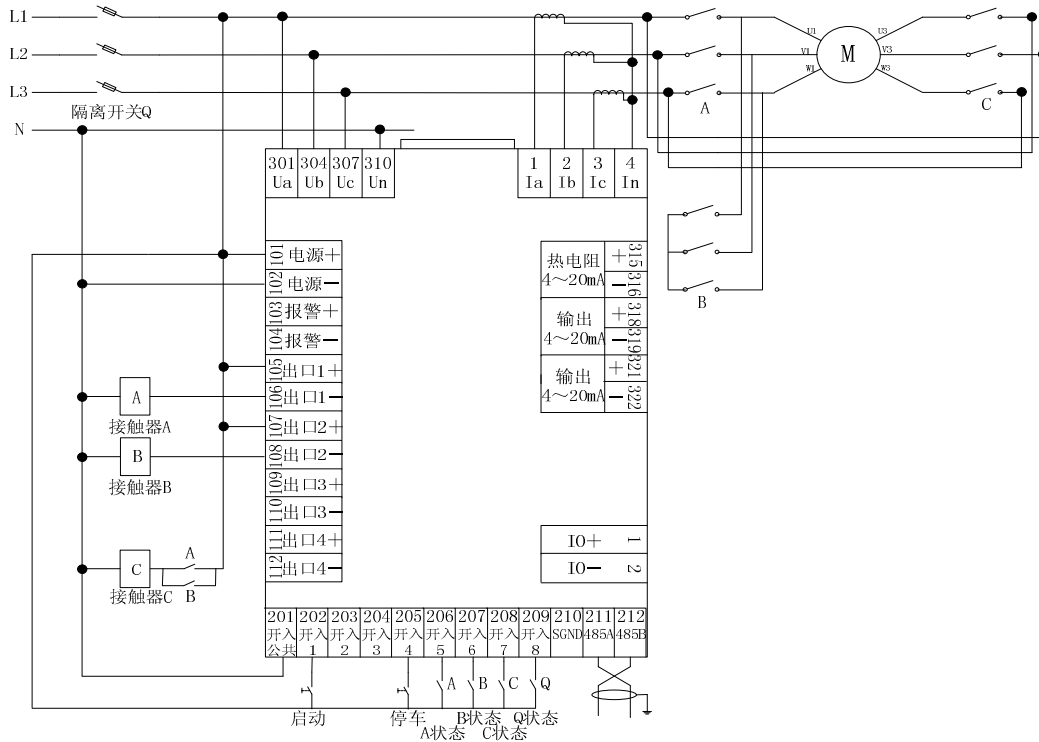 L1
L2
L3
N
隔离开关Q
U1
V1
W1
M
U3
V3
W3
A
C
B
301 304 307 310
Ua Ub Uc Un
1 2 3 4
Ia Ib Ic In
101 电源+
102 电源-
103 报警+
104 报警-
105 出口1+
106 出口1-
107 出口2+
108 出口2-
109 出口3+
110 出口3-
111 出口4+
112 出口4-
热电阻 + 315
4～20mA - 316
输出 + 318
4～20mA - 319
输出 + 321
4～20mA - 322
IO+ 1
IO- 2
A
接触器A
B
接触器B
C
接触器C
A
B
201 202 203 204 205 206 207 208 209 210 211 212
开入 开入 开入 开入 开入 开入 开入 开入 开入 SGND 485A 485B
公共 1 2 3 4 5 6 7 8
A B C Q
启动 停车 B状态 Q状态
A状态 C状态